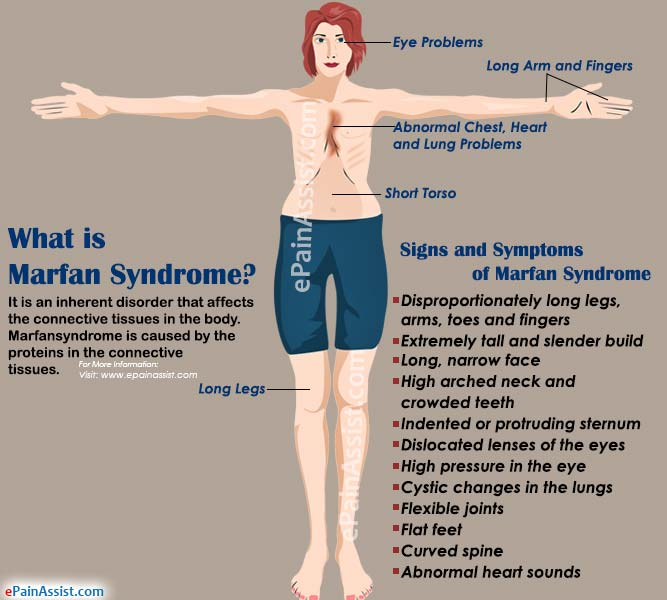 Eye Problems
Long Arm and Fingers
Abnormal Chest, Heart
and Lung Problems
Short Torso
ePainAssist.com
What is
Marfan Syndrome?
It is an inherent disorder that affects
the connective tissues in the body.
Marfansyndrome is caused by the
proteins in the connective
tissues.
For More Information:
Visit: www.epainassist.com
Long Legs
Signs and Symptoms
of Marfan Syndrome
Disproportionately long legs,
arms, toes and fingers
Extremely tall and slender build
Long, narrow face
High arched neck and
crowded teeth
Indented or protruding sternum
Dislocated lenses of the eyes
High pressure in the eye
Cystic changes in the lungs
Flexible joints
Flat feet
Curved spine
Abnormal heart sounds
ePainAssist.com
ePainAssist.com